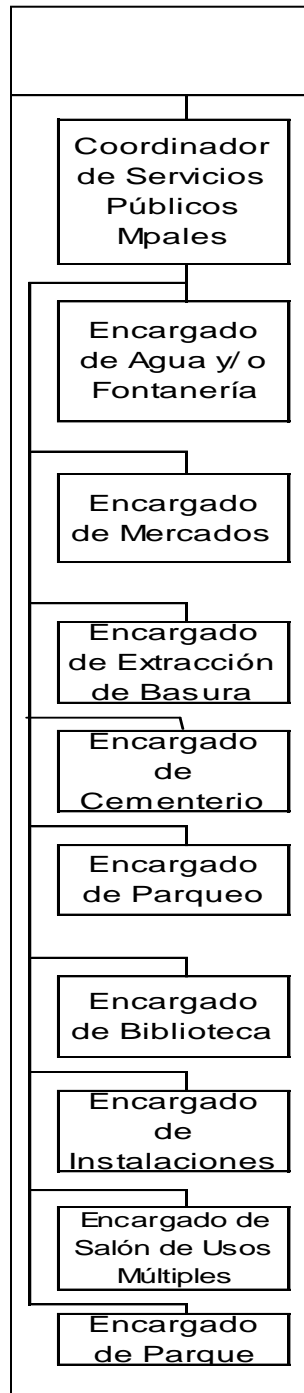 Coordinador
de Servicios
Públicos
Mpales
Encargado
de Agua y/o
Fontanería
Encargado
de Mercados
Encargado
de Extracción
de Basura
Encargado
de
Cementerio
Encargado
de Parqueo
Encargado
de Biblioteca
Encargado
de
Instalaciones
Encargado de
Salón de Usos
Múltiples
Encargado
de Parque